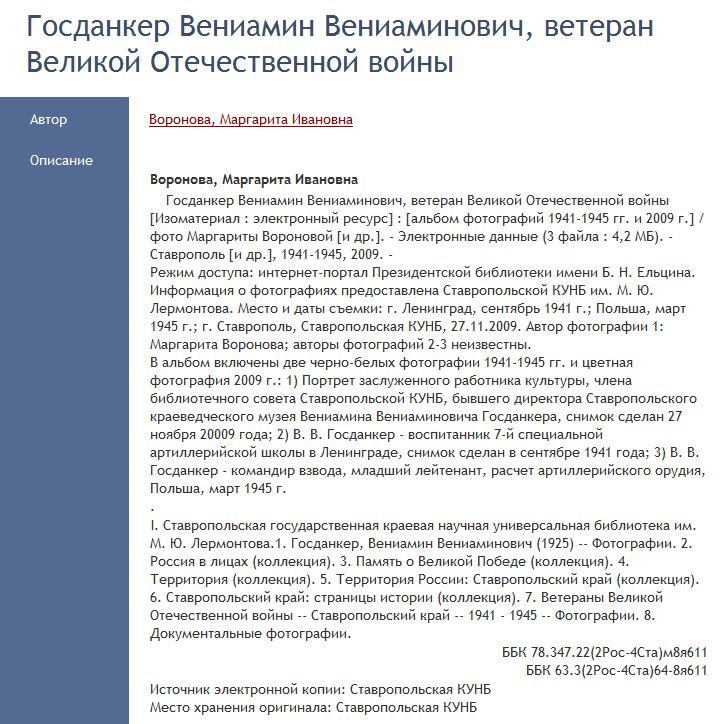 Госданкер Вениамин Вениаминович, ветеран
Великой Отечественной войны
Автор
Воронова, Маргарита Ивановна
Описание
Воронова, Маргарита Ивановна
Госданкер Вениамин Вениаминович, ветеран Великой Отечественной войны
[Изоматериал : электронный ресурс] : [альбом фотографий 1941-1945 гг. и 2009 г.] /
фото Маргариты Вороновой [и др.]. - Электронные данные (3 файла : 4,2 МБ). -
Ставрополь [и др.], 1941-1945, 2009. -
Режим доступа: интернет-портал Президентской библиотеки имени Б. Н. Ельцина.
Информация о фотографиях предоставлена Ставропольской КУНБ им. М. Ю.
Лермонтова. Место и даты съемки: г. Ленинград, сентябрь 1941 г.; Польша, март
1945 г.; г. Ставрополь, Ставропольская КУНБ, 27.11.2009. Автор фотографии 1:
Маргарита Воронова; авторы фотографий 2-3 неизвестны.
В альбом включены две черно-белых фотографии 1941-1945 гг. и цветная
фотография 2009 г.: 1) Портрет заслуженного работника культуры, члена
библиотечного совета Ставропольской КУНБ, бывшего директора Ставропольского
краеведческого музея Вениамина Вениаминовича Госданкера, снимок сделан 27
ноября 20009 года; 2) В. В. Госданкер - воспитанник 7-й специальной
артиллерийской школы в Ленинграде, снимок сделан в сентябре 1941 года; 3) В. В.
Госданкер - командир взвода, младший лейтенант, расчет артиллерийского орудия,
Польша, март 1945 г.
.
I. Ставропольская государственная краевая научная универсальная библиотека им.
М. Ю. Лермонтова.1. Госданкер, Вениамин Вениаминович (1925) -- Фотографии. 2.
Россия в лицах (коллекция). 3. Память о Великой Победе (коллекция). 4.
Территория (коллекция). 5. Территория России: Ставропольский край (коллекция).
6. Ставропольский край: страницы истории (коллекция). 7. Ветераны Великой
Отечественной войны -- Ставропольский край -- 1941 - 1945 -- Фотографии. 8.
Документальные фотографии.
ББК 78.347.22(2Рос-4Ста)м8я611
ББК 63.3(2Рос-4Ста)64-8я611
Источник электронной копии: Ставропольская КУНБ
Место хранения оригинала: Ставропольская КУНБ